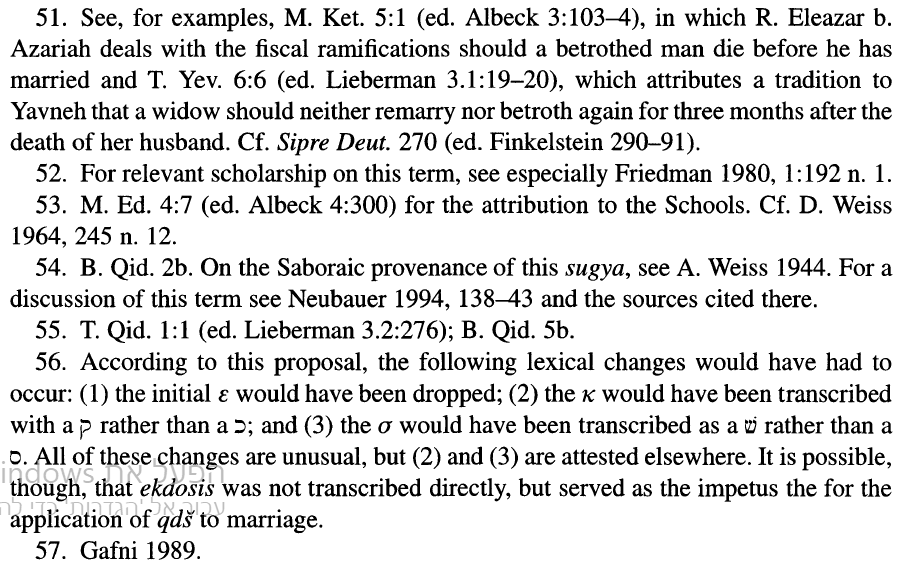 51. See, for examples, M. Ket. 5:1 (ed. Albeck 3:103–4), in which R. Eleazar b.
Azariah deals with the fiscal ramifications should a betrothed man die before he has
married and T. Yev. 6:6 (ed. Lieberman 3.1:19–20), which attributes a tradition to
Yavneh that a widow should neither remarry nor betroth again for three months after the
death of her husband. Cf. Sipre Deut. 270 (ed. Finkelstein 290–91).
52. For relevant scholarship on this term, see especially Friedman 1980, 1:192 n. 1.
53. M. Ed. 4:7 (ed. Albeck 4:300) for the attribution to the Schools. Cf. D. Weiss
1964, 245 n. 12.
54. B. Qid. 2b. On the Saboraic provenance of this sugya, see A. Weiss 1944. For a
discussion of this term see Neubauer 1994, 138–43 and the sources cited there.
55. T. Qid. 1:1 (ed. Lieberman 3.2:276); B. Qid. 5b.
56. According to this proposal, the following lexical changes would have had to
occur: (1) the initial ε would have been dropped; (2) the κ would have been transcribed
with a ק rather than a כ; and (3) the σ would have been transcribed as a שׁ rather than a
ס. All of these changes are unusual, but (2) and (3) are attested elsewhere. It is possible,
הפעל את indows
though, that ekdosis was not transcribed directly, but served as the impetus the for the
עבור אל 'הגדרות' כדי
application of qdš to marriage.
57. Gafni 1989.